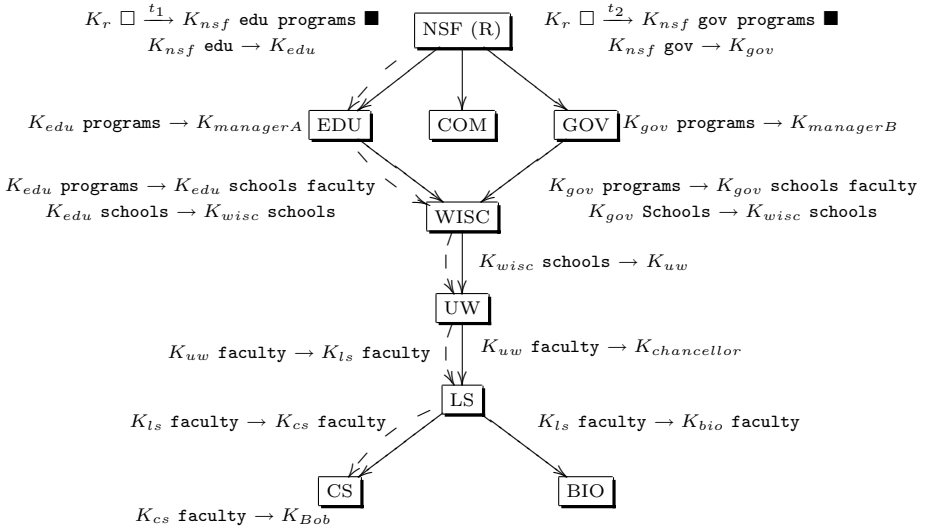 K_r □ →^{t_1} K_nsf edu programs ■
K_nsf edu → K_edu
NSF (R)
K_r □ →^{t_2} K_nsf gov programs ■
K_nsf gov → K_gov
K_edu programs → K_managerA
EDU
COM
GOV
K_gov programs → K_managerB
K_edu programs → K_edu schools faculty
K_edu schools → K_wisc schools
K_gov programs → K_gov schools faculty
K_gov Schools → K_wisc schools
WISC
K_wisc schools → K_uw
UW
K_uw faculty → K_ls faculty
K_uw faculty → K_chancellor
LS
K_ls faculty → K_cs faculty
K_ls faculty → K_bio faculty
CS
BIO
K_cs faculty → K_Bob